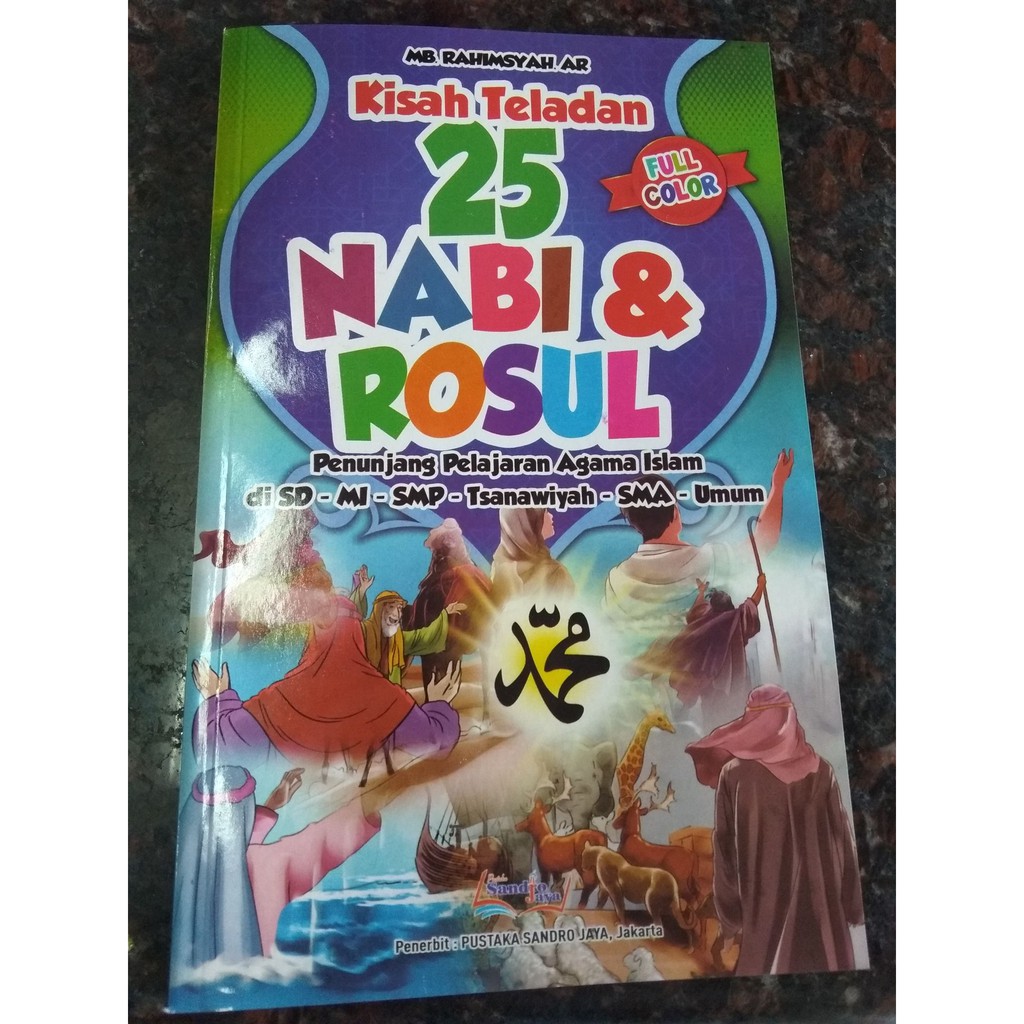 MB. RAHIMSYAH. AR
Kisah Teladan
25
NABI &
ROSUL
FULL
COLOR
Penunjang Pelajaran Agama Islam
di SD - MI - SMP - Tsanawiyah - SMA - Umum
محمّد
Sandro
Jaya
Penerbit : PUSTAKA SANDRO JAYA, Jakarta